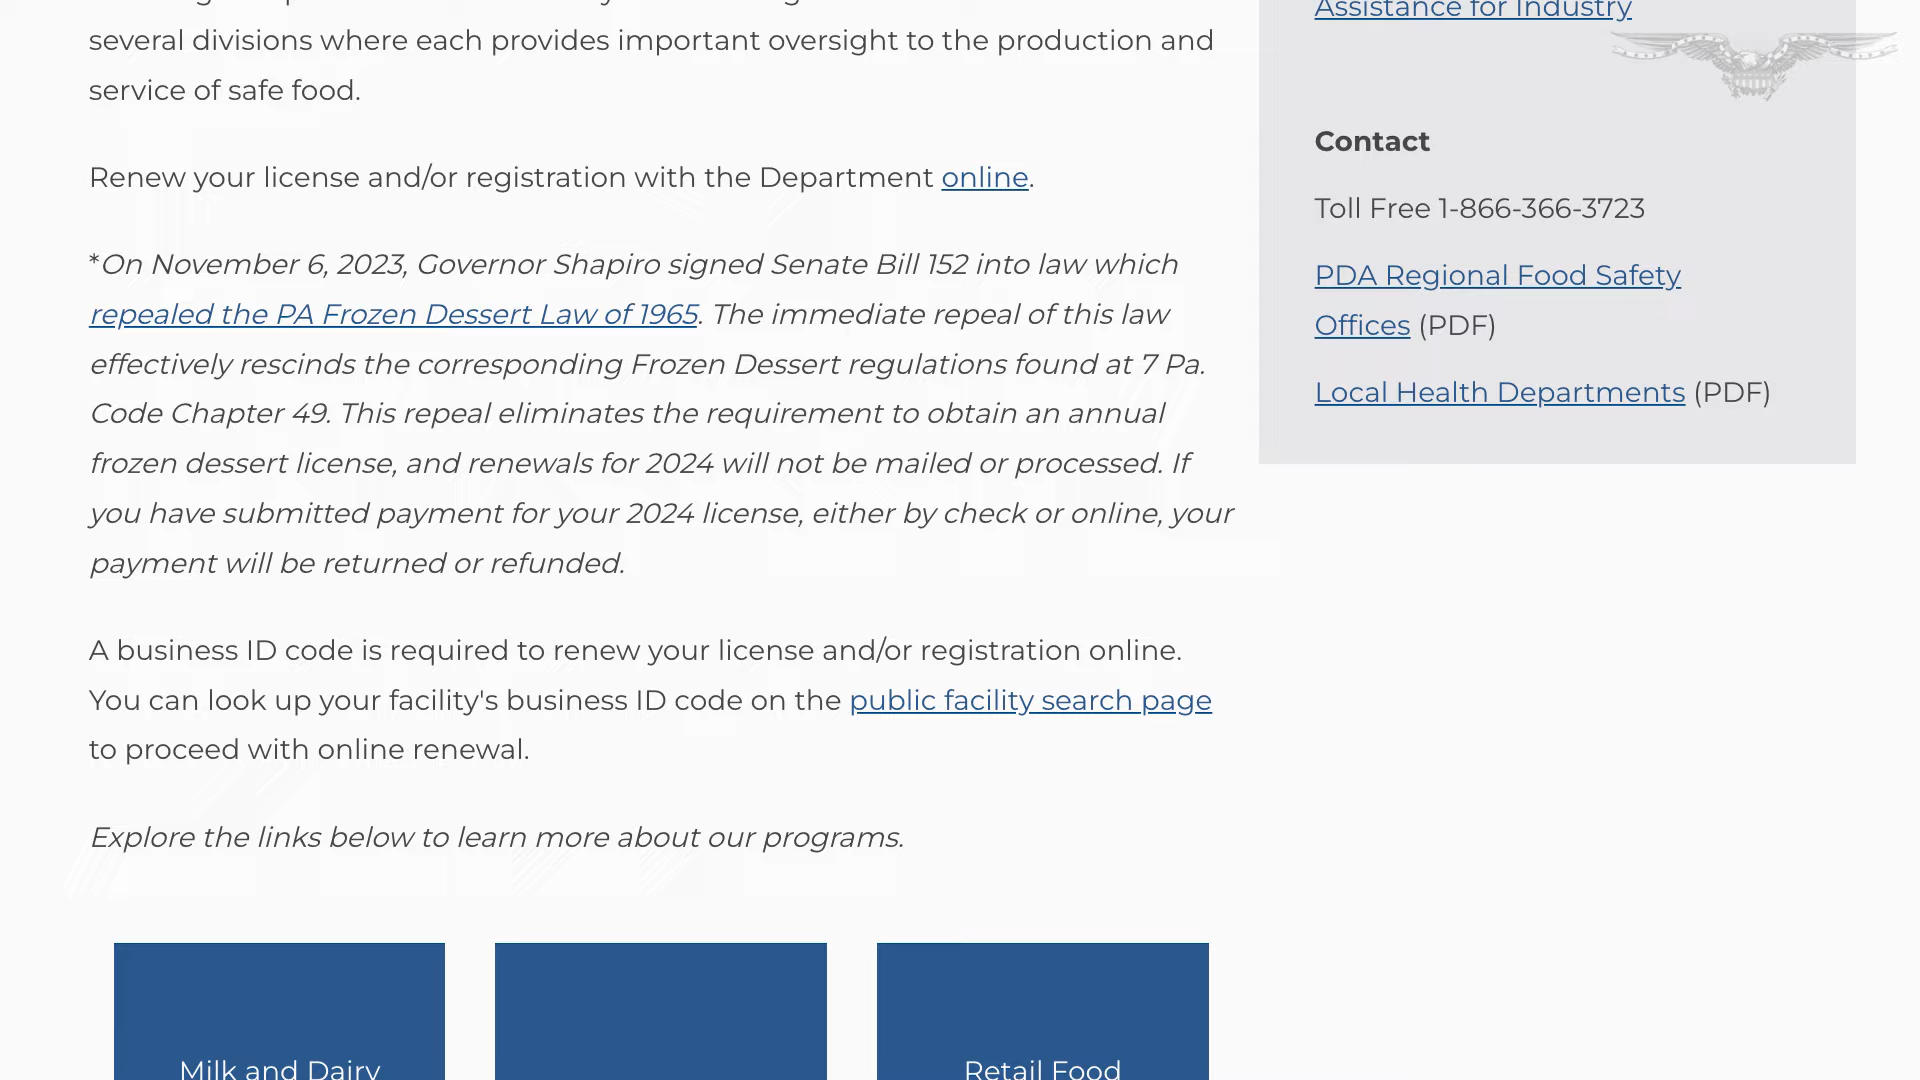 Assistance for Industry
several divisions where each provides important oversight to the production and
service of safe food.
Renew your license and/or registration with the Department online.
*On November 6, 2023, Governor Shapiro signed Senate Bill 152 into law which
repealed the PA Frozen Dessert Law of 1965. The immediate repeal of this law
effectively rescinds the corresponding Frozen Dessert regulations found at 7 Pa.
Code Chapter 49. This repeal eliminates the requirement to obtain an annual
frozen dessert license, and renewals for 2024 will not be mailed or processed. If
you have submitted payment for your 2024 license, either by check or online, your
payment will be returned or refunded.
A business ID code is required to renew your license and/or registration online.
You can look up your facility's business ID code on the public facility search page
to proceed with online renewal.
Explore the links below to learn more about our programs.
Milk and Dairy
Retail Food
Contact
Toll Free 1-866-366-3723
PDA Regional Food Safety
Offices (PDF)
Local Health Departments (PDF)